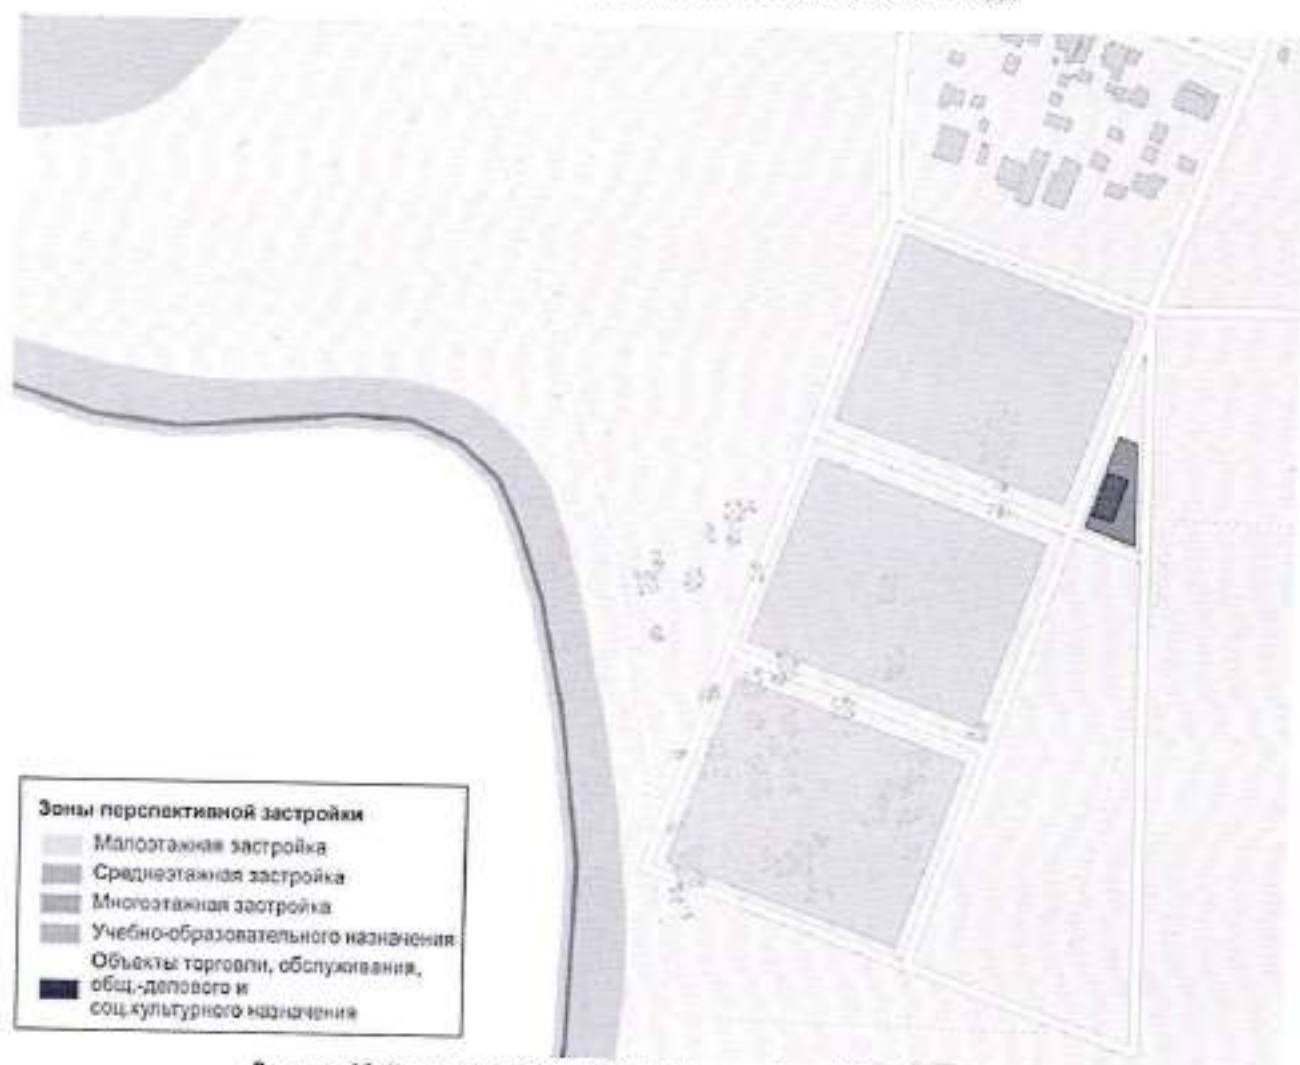 Зоны перспективной застройки
Малоэтажная застройка
Среднеэтажная застройка
Многоэтажная застройка
Учебно-образовательного назначения
Объекты торговли, обслуживания,
общ.-делового и
соц.культурного назначения